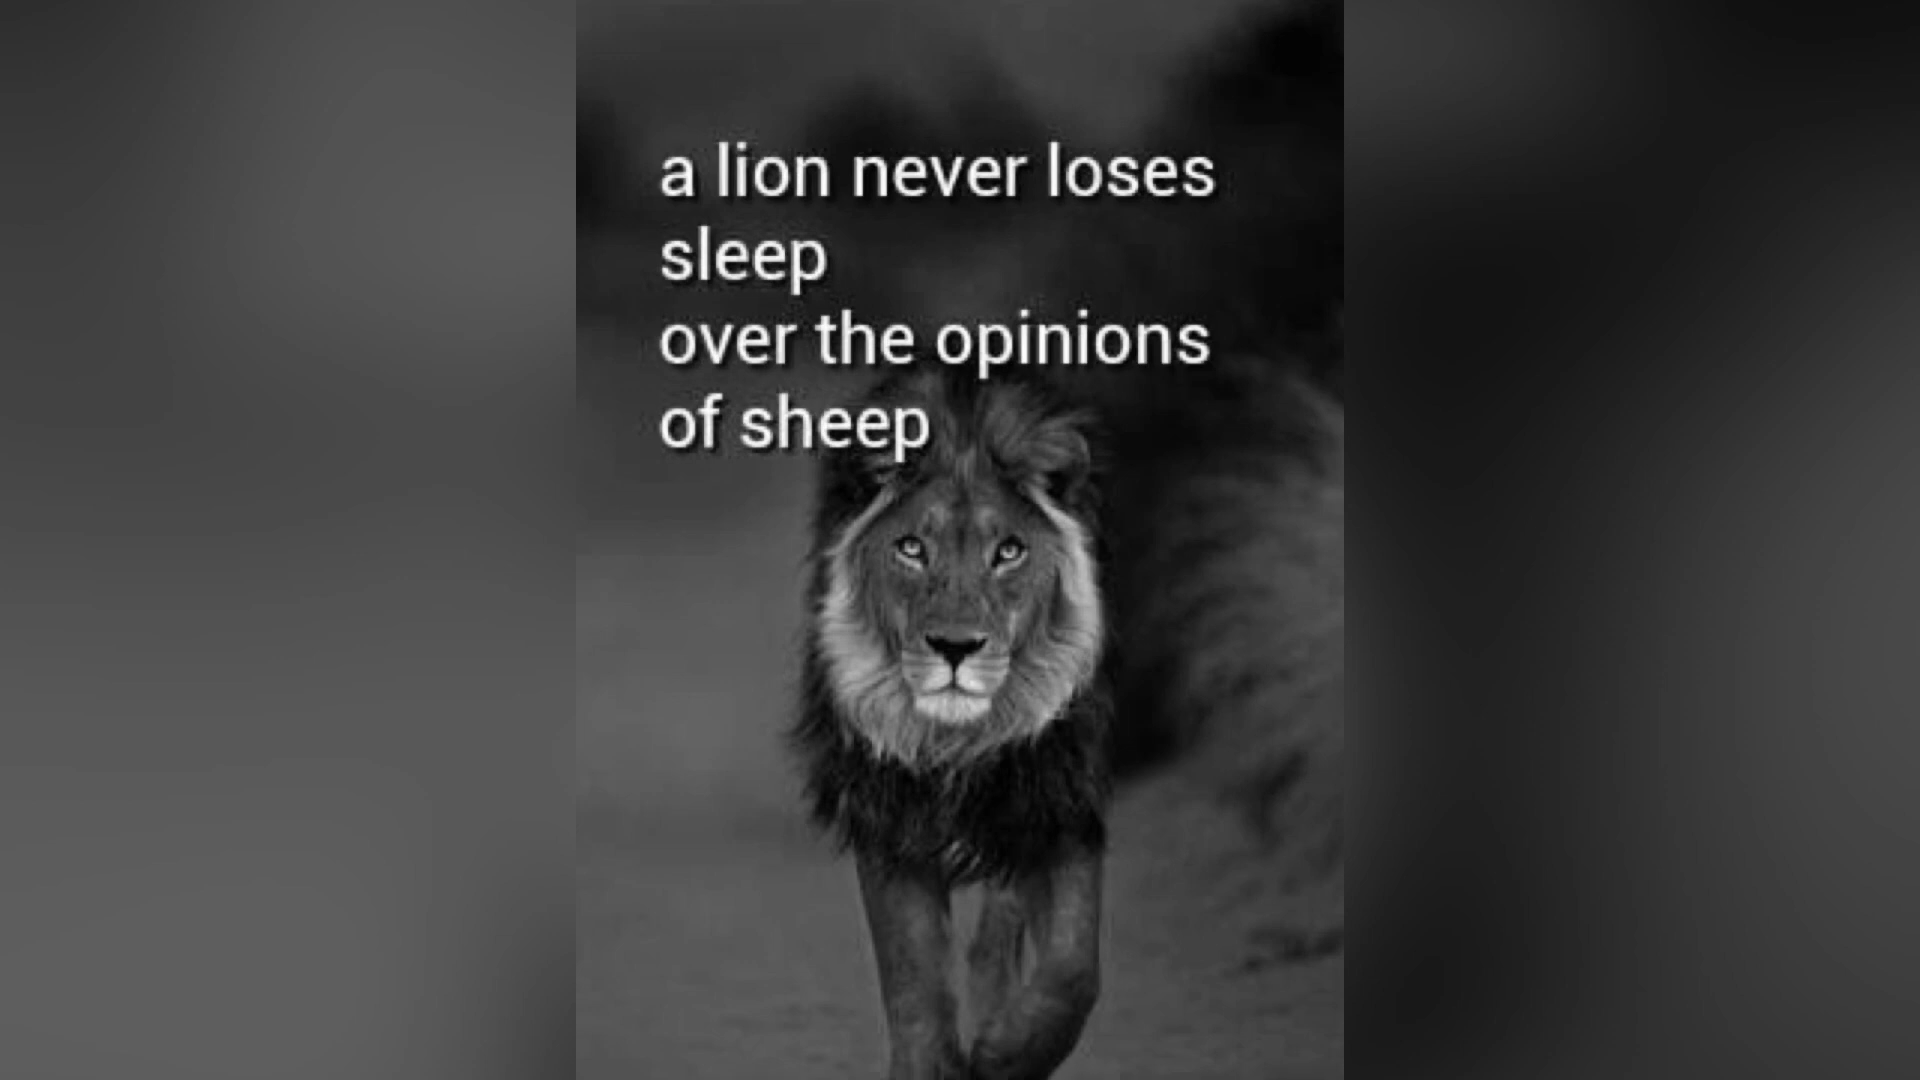 a lion never loses
sleep
over the opinions
of sheep